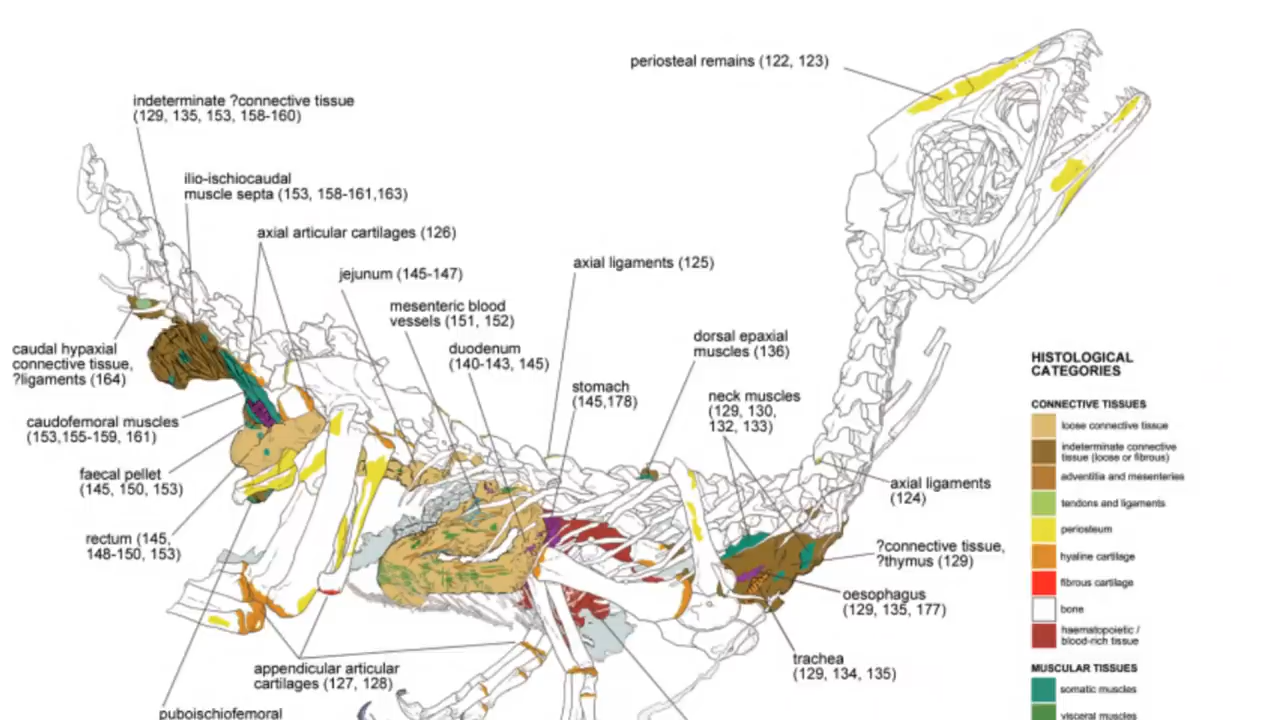 periosteal remains (122, 123)
indeterminate ?connective tissue
(129, 135, 153, 158-160)
ilio-ischiocaudal
muscle septa (153, 158-161,163)
axial articular cartilages (126)
jejunum (145-147)
axial ligaments (125)
mesenteric blood
vessels (151, 152)
duodenum
(140-143, 145)
dorsal epaxial
muscles (136)
stomach
(145,178)
neck muscles
(129, 130,
132, 133)
caudal hypaxial
connective tissue,
?ligaments (164)
caudofemoral muscles
(153,155-159, 161)
faecal pellet
(145, 150, 153)
rectum (145,
148-150, 153)
axial ligaments
(124)
?connective tissue,
?thymus (129)
oesophagus
(129, 135, 177)
trachea
(129, 134, 135)
appendicular articular
cartilages (127, 128)
puboischiofemoral
HISTOLOGICAL
CATEGORIES
CONNECTIVE TISSUES
loose connective tissue
indeterminate connective
tissue (loose or fibrous)
adventitia and mesenteries
tendons and ligaments
periosteum
hyaline cartilage
fibrous cartilage
bone
haematopoietic /
blood-rich tissue
MUSCULAR TISSUES
somatic muscles
visceral muscles